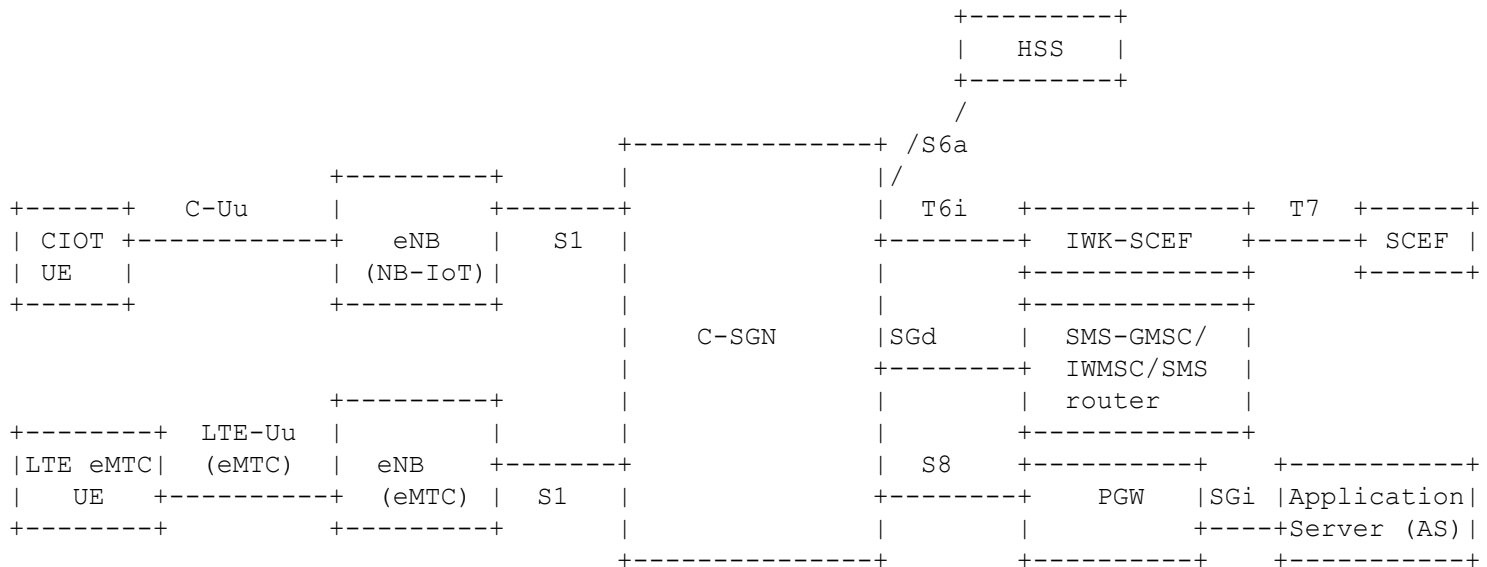 HSS
/S6a
C-Uu T6i T7
CIOT eNB S1 IWK-SCEF SCEF
UE (NB-IoT)
C-SGN SGd SMS-GMSC/
IWMSC/SMS
router
LTE-Uu
LTE eMTC (eMTC) eNB S8
UE (eMTC) S1 PGW SGi Application
Server (AS)